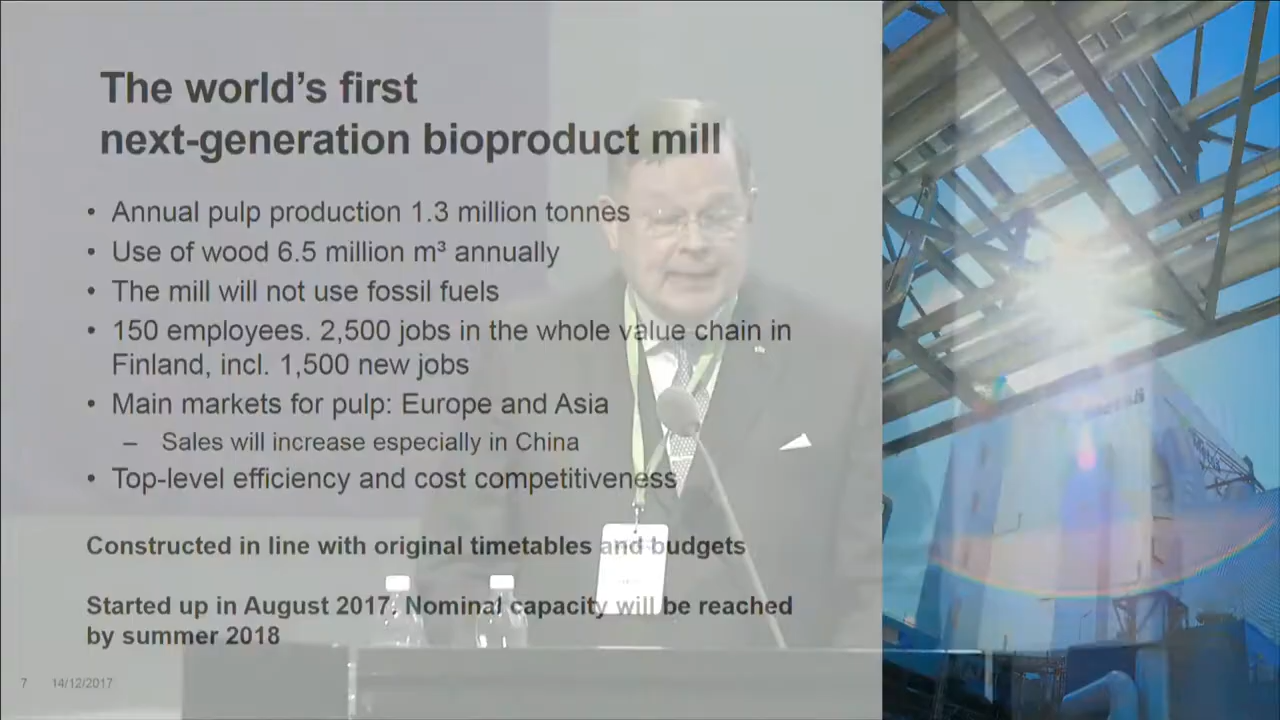 The world's first
next-generation bioproduct mill
• Annual pulp production 1.3 million tonnes
• Use of wood 6.5 million m³ annually
• The mill will not use fossil fuels
• 150 employees. 2,500 jobs in the whole value chain in
Finland, incl. 1,500 new jobs
• Main markets for pulp: Europe and Asia
– Sales will increase especially in China
• Top-level efficiency and cost competitiveness
Constructed in line with original timetables and budgets
Started up in August 2017. Nominal capacity will be reached
by summer 2018
7 14/12/2017